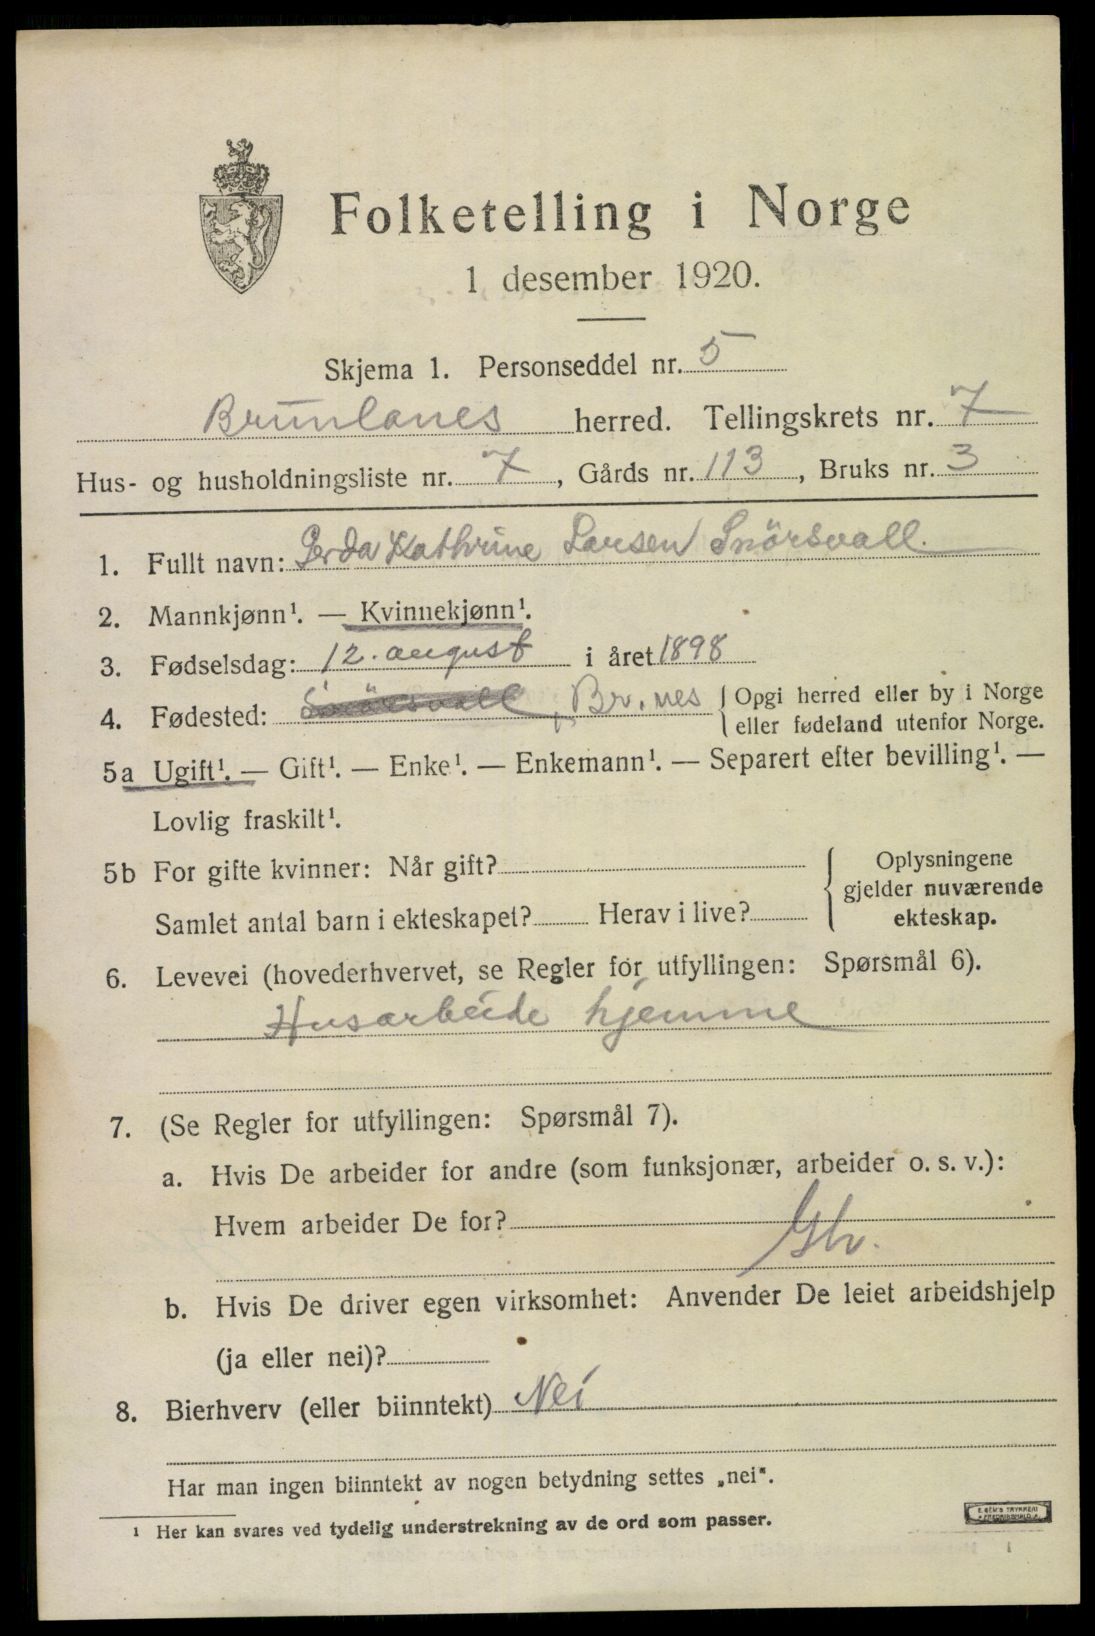 Folketelling i Norge
1 desember 1920.
Skjema 1. Personseddel nr. 5
Brunlanes herred. Tellingskrets nr. 7
Hus- og husholdningsliste nr. 7, Gårds nr. 113, Bruks nr. 3
1. Fullt navn: Gerda Kathrine Larsen Snörsvall.
2. Mannkjønn¹. — Kvinnekjønn¹.
3. Fødselsdag: 12. august i året 1898
4. Fødested: Snörsvall, Br.nes Opgi herred eller by i Norge
eller fødeland utenfor Norge.
5a Ugift¹. — Gift¹. — Enke¹. — Enkemann¹. — Separert efter bevilling¹. —
Lovlig fraskilt¹.
5b For gifte kvinner: Når gift?
Samlet antal barn i ekteskapet? Herav i live?
Oplysningene
gjelder nuværende
ekteskap.
6. Levevei (hovederhvervet, se Regler for utfyllingen: Spørsmål 6).
Husarbeide hjemme
7. (Se Regler for utfyllingen: Spørsmål 7).
a. Hvis De arbeider for andre (som funksjonær, arbeider o. s. v.):
Hvem arbeider De for?
b. Hvis De driver egen virksomhet: Anvender De leiet arbeidshjelp
(ja eller nei)?
8. Bierhverv (eller biinntekt) Nei
Har man ingen biinntekt av nogen betydning settes „nei“.
¹ Her kan svares ved tydelig understrekning av de ord som passer.
E. SEM'S TRYKKERI
FREDRIKSHALD